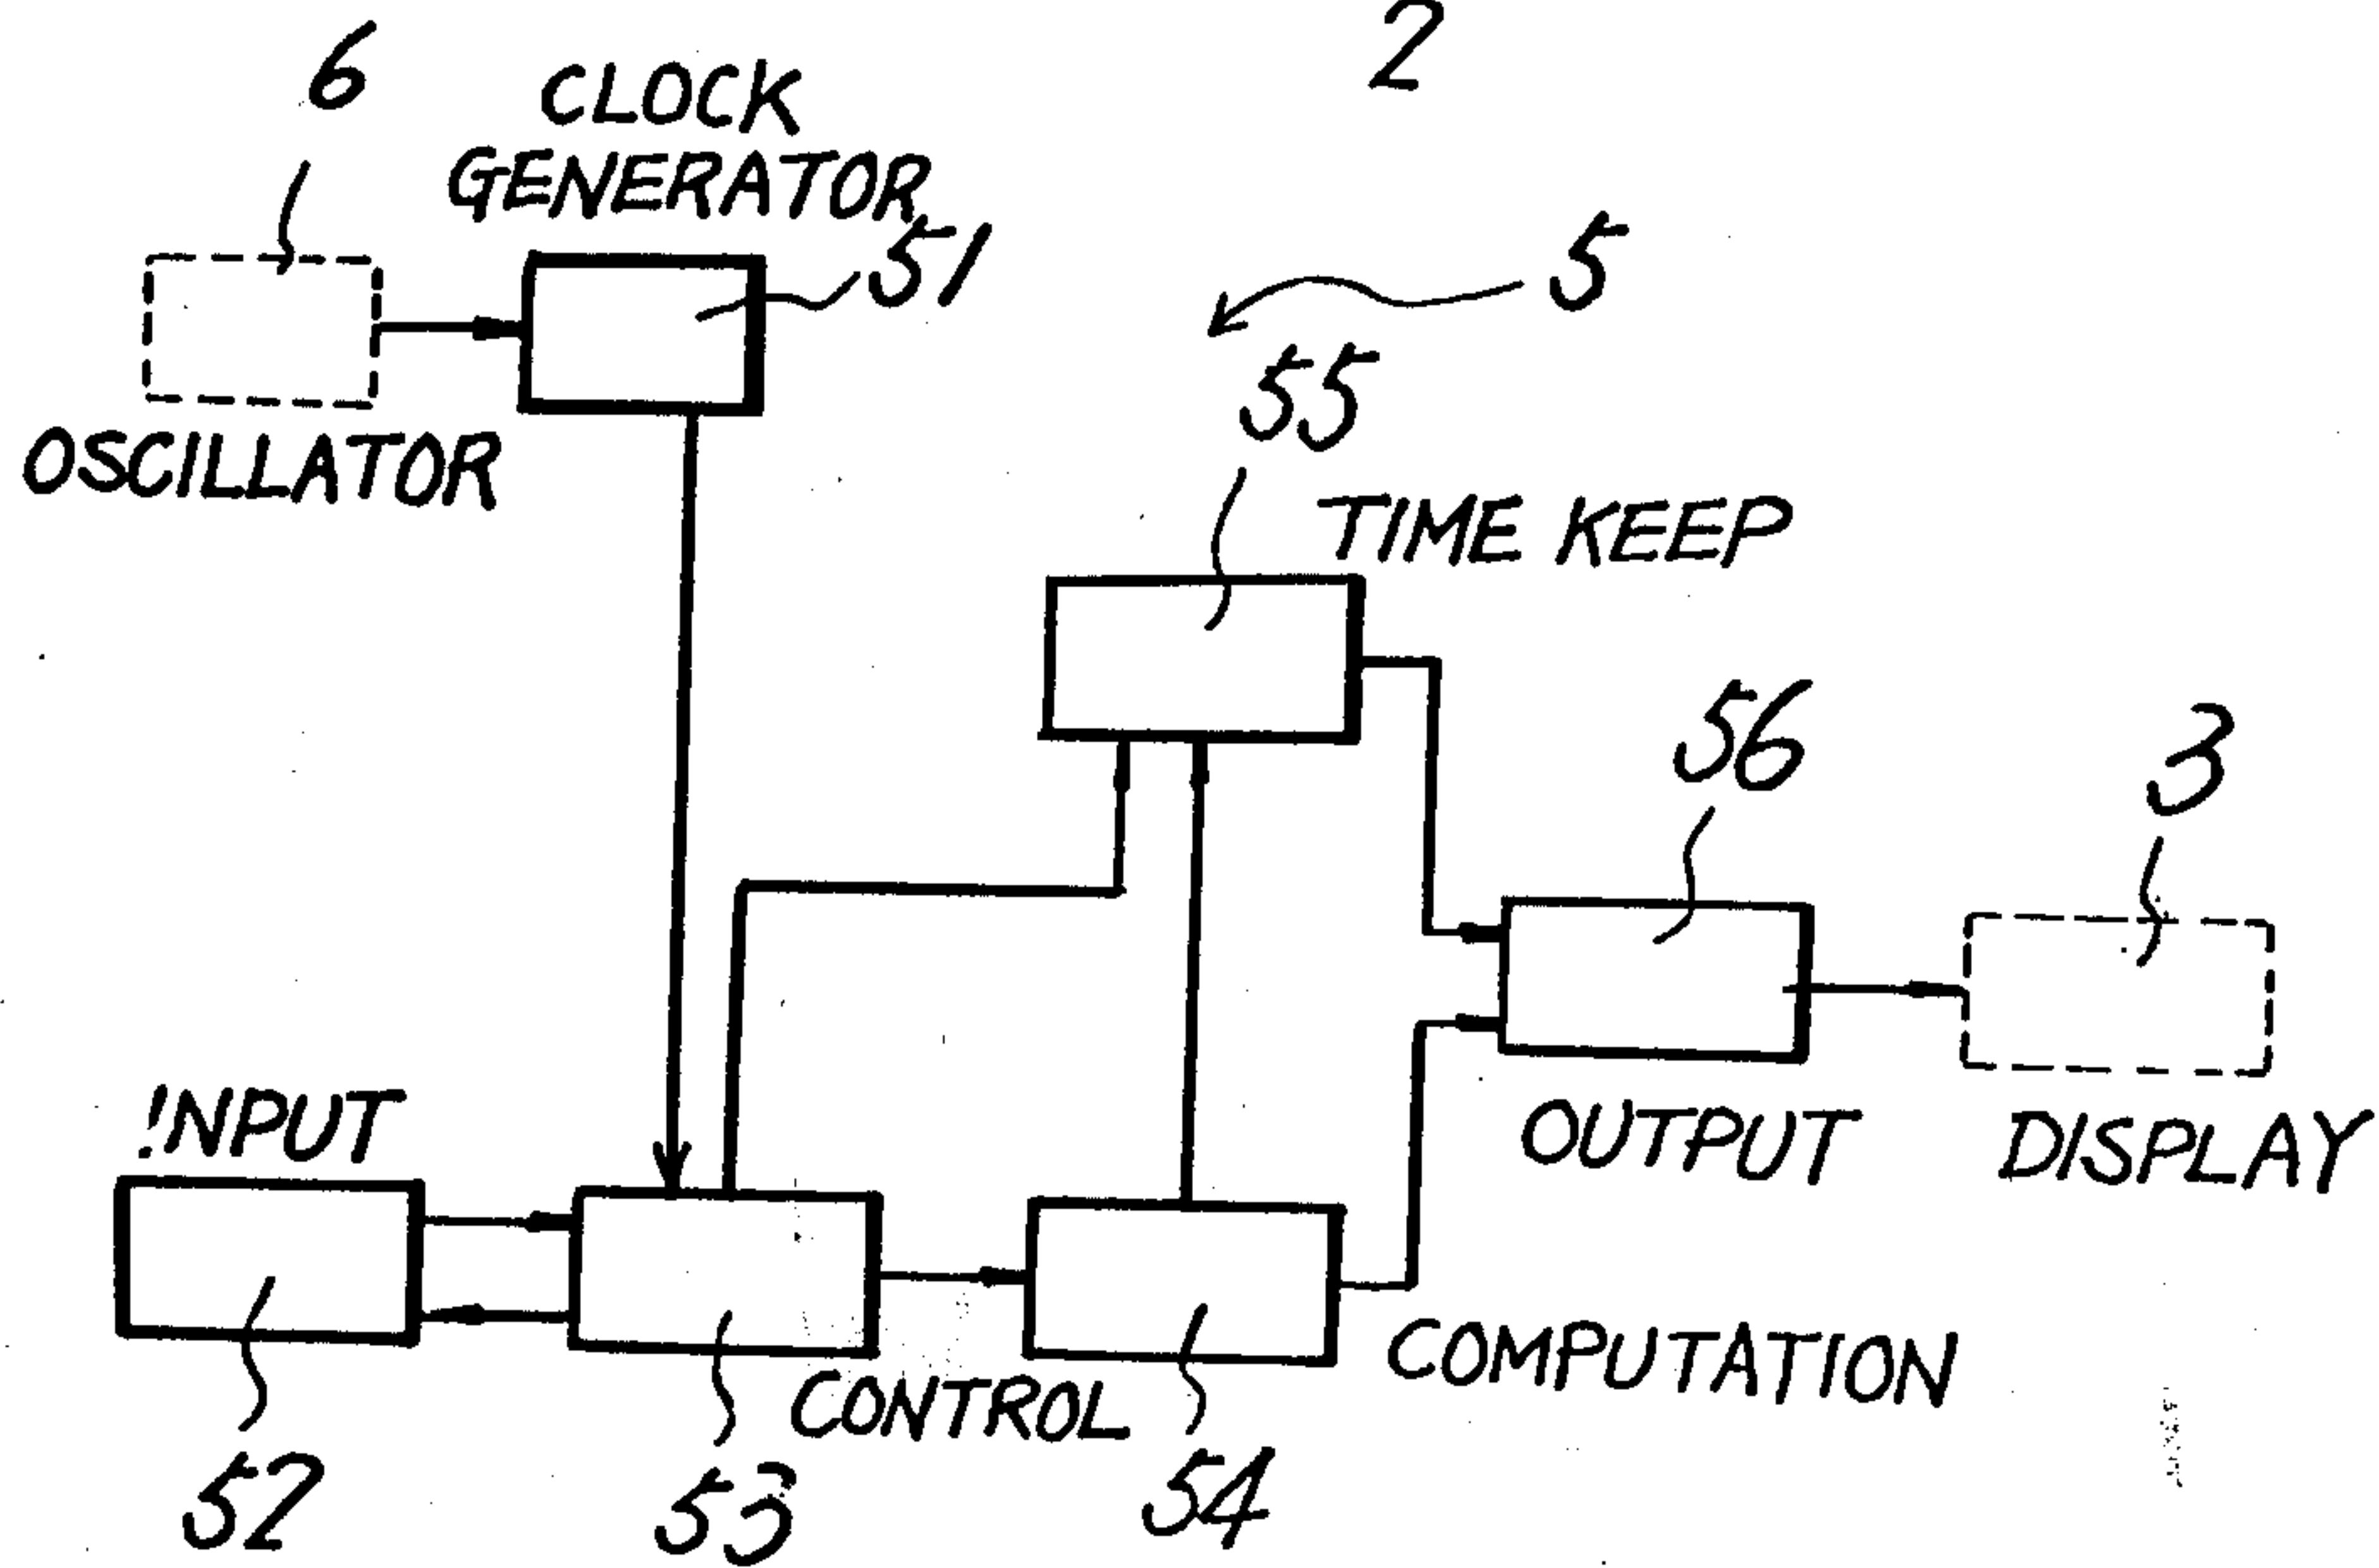 2
6
CLOCK
GENERATOR
51
5
OSCILLATOR
55
TIME KEEP
56
3
INPUT
OUTPUT
DISPLAY
COMPUTATION
CONTROL
52
53
54